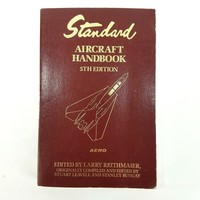 Standard
AIRCRAFT
HANDBOOK
5TH EDITION
AERO
EDITED BY LARRY REITHMAIER
ORIGINALLY COMPILED AND EDITED BY
STUART LEAVELL AND STANLEY BUNGAY